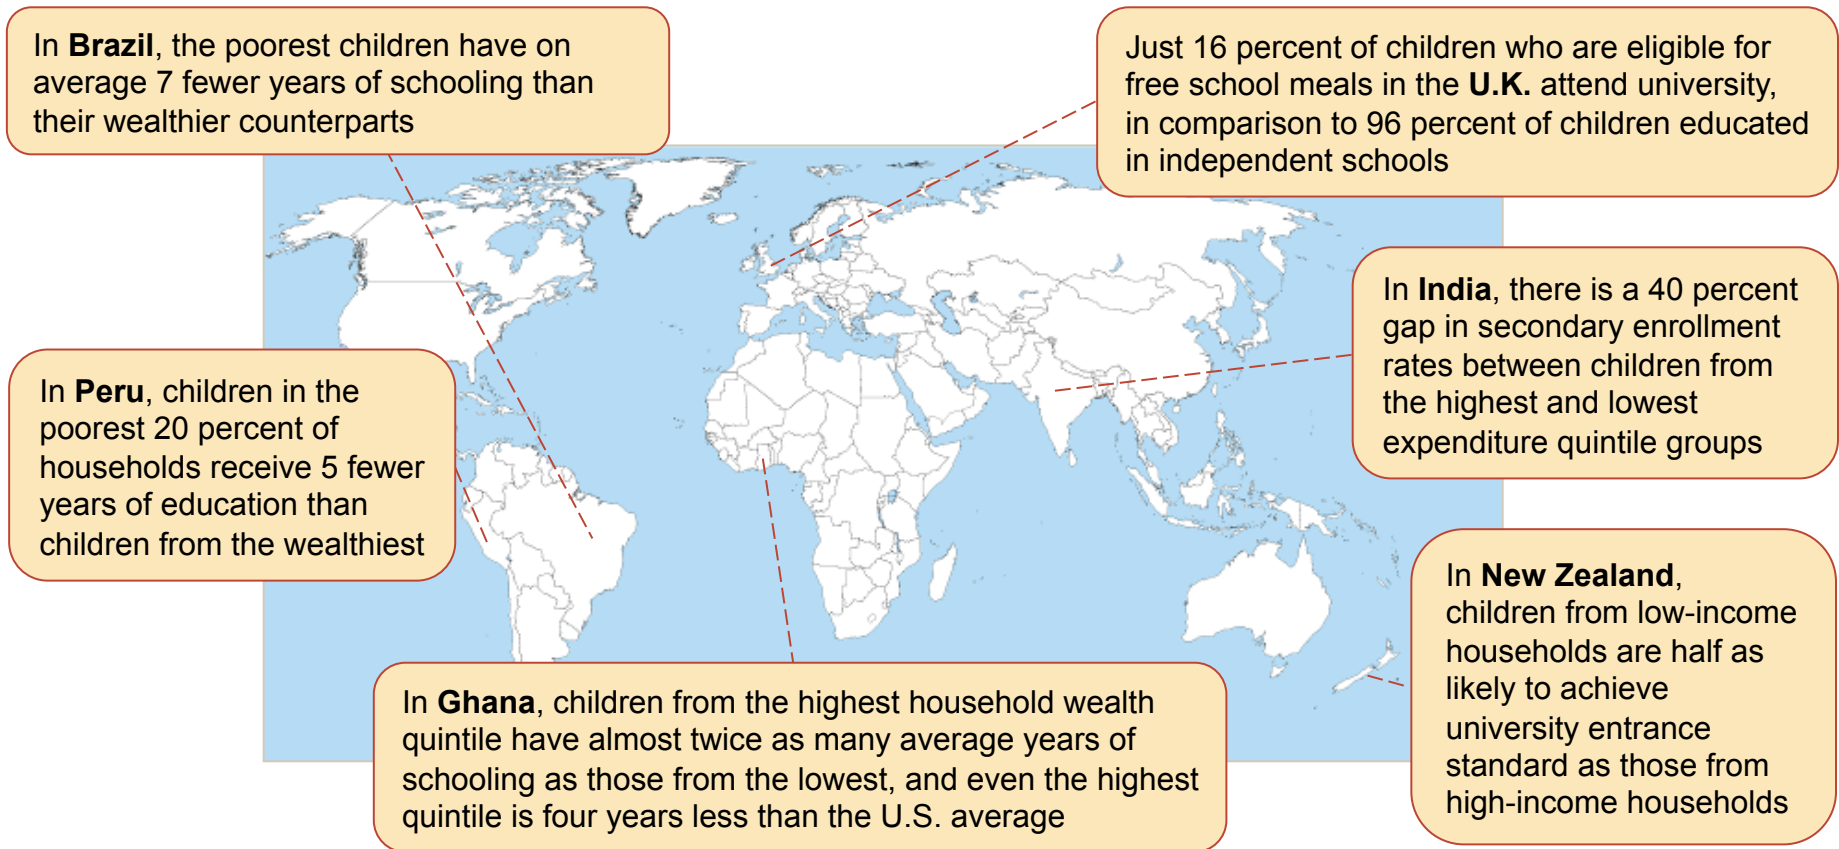 In Brazil, the poorest children have on
average 7 fewer years of schooling than
their wealthier counterparts
Just 16 percent of children who are eligible for
free school meals in the U.K. attend university,
in comparison to 96 percent of children educated
in independent schools
In India, there is a 40 percent
gap in secondary enrollment
rates between children from
the highest and lowest
expenditure quintile groups
In Peru, children in the
poorest 20 percent of
households receive 5 fewer
years of education than
children from the wealthiest
In New Zealand,
children from low-income
households are half as
likely to achieve
university entrance
standard as those from
high-income households
In Ghana, children from the highest household wealth
quintile have almost twice as many average years of
schooling as those from the lowest, and even the highest
quintile is four years less than the U.S. average